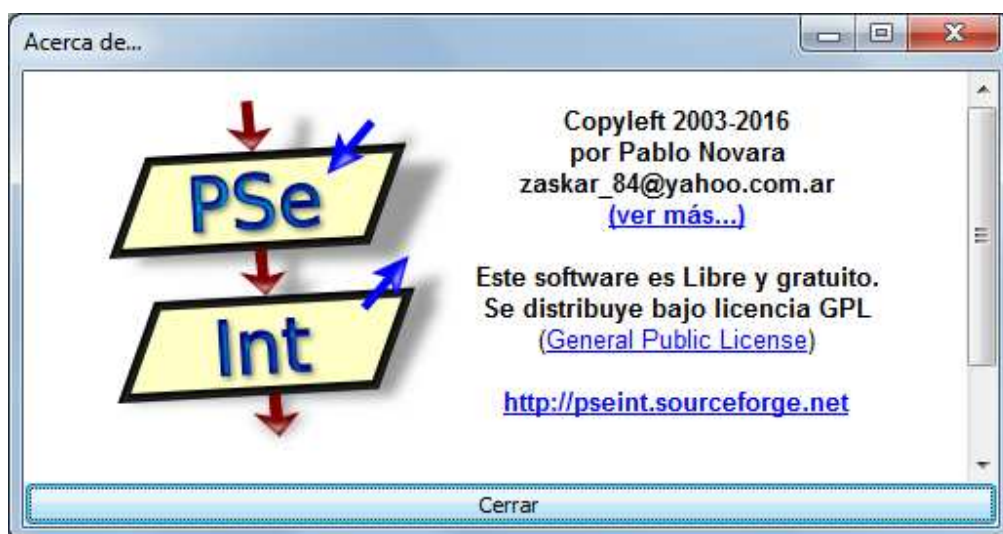 Acerca de...
PSe
Int
Copyleft 2003-2016
por Pablo Novara
zaskar_84@yahoo.com.ar
(ver más...)
Este software es Libre y gratuito.
Se distribuye bajo licencia GPL
(General Public License)
http://pseint.sourceforge.net
Cerrar